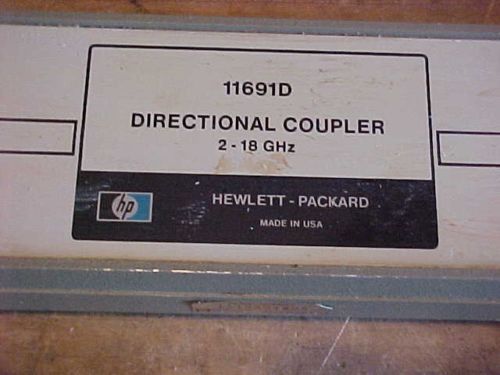 11691D
DIRECTIONAL COUPLER
2 - 18 GHz
hp
HEWLETT - PACKARD
MADE IN USA